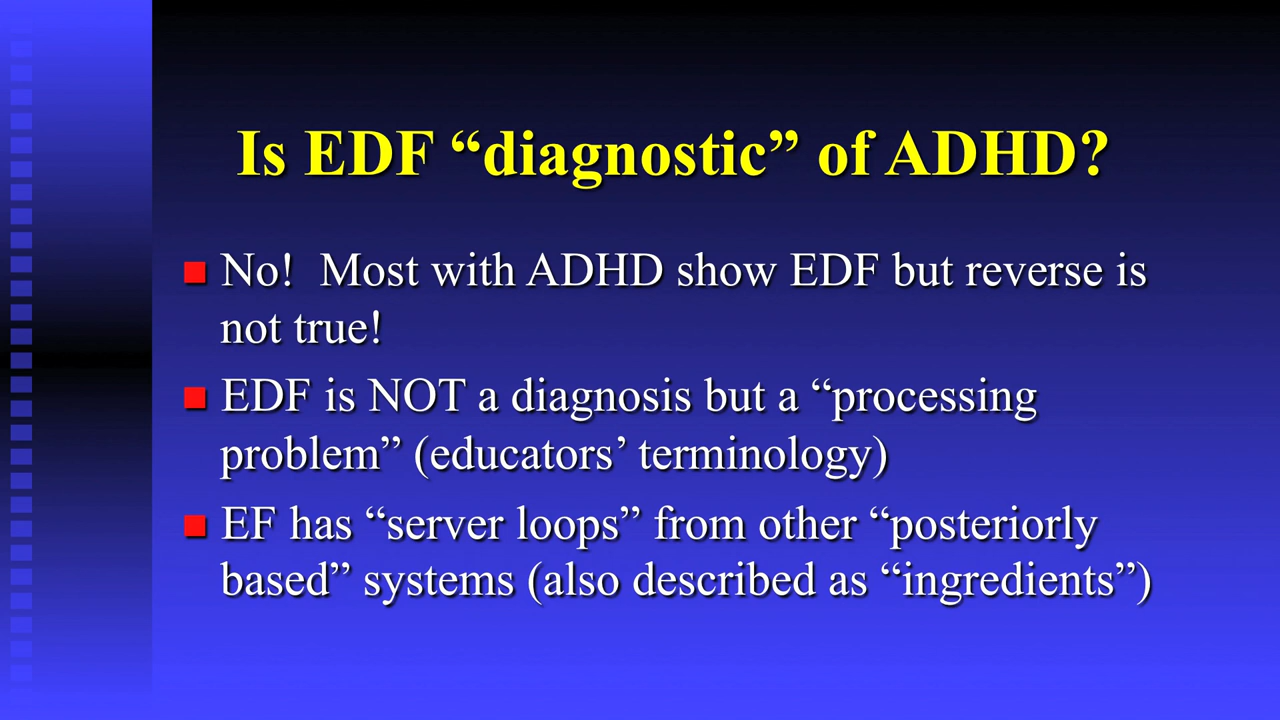 Is EDF “diagnostic” of ADHD?
No!  Most with ADHD show EDF but reverse is
not true!
EDF is NOT a diagnosis but a “processing
problem” (educators’ terminology)
EF has “server loops” from other “posteriorly
based” systems (also described as “ingredients”)